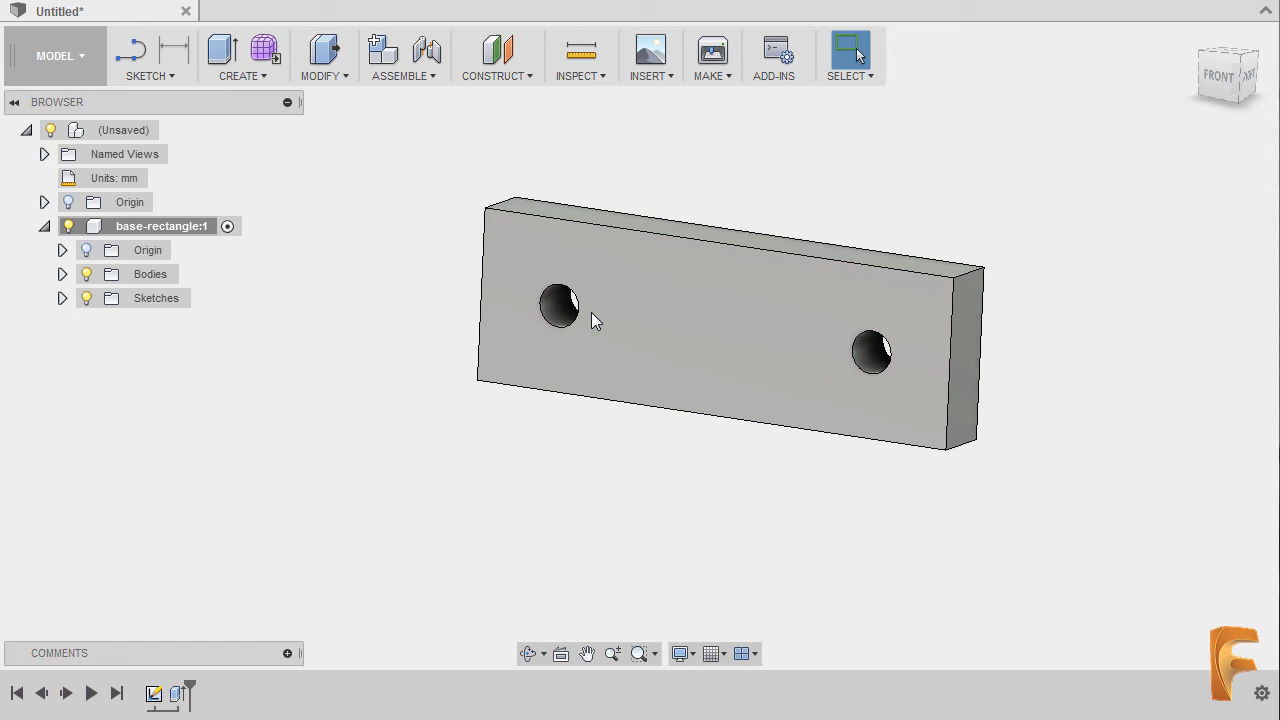 Untitled*
MODEL
SKETCH
CREATE
MODIFY
ASSEMBLE
CONSTRUCT
INSPECT
INSERT
MAKE
ADD-INS
SELECT
FRONT
BROWSER
(Unsaved)
Named Views
Units: mm
Origin
base-rectangle:1
Origin
Bodies
Sketches
COMMENTS